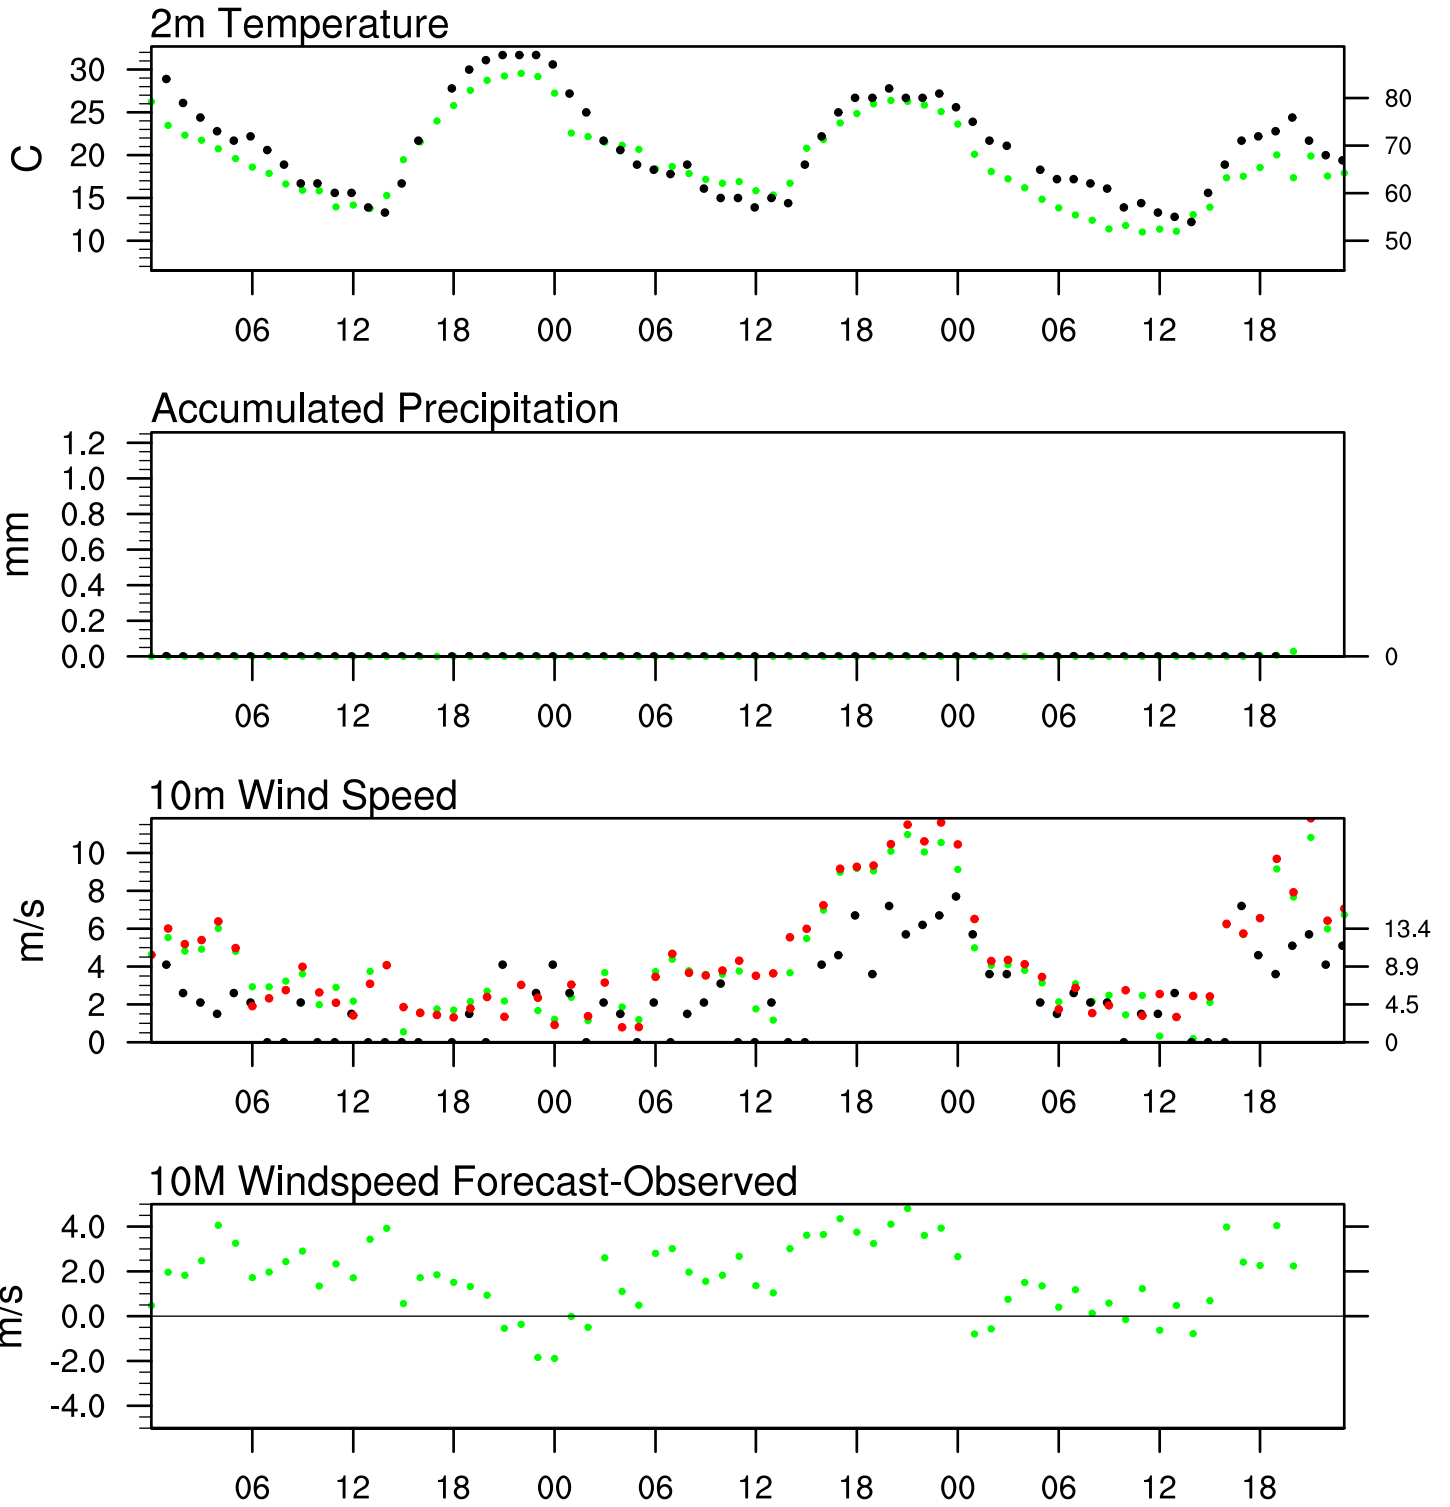 2m Temperature
30
25
20
15
10
C
80
70
60
50
06 12 18 00 06 12 18 00 06 12 18
Accumulated Precipitation
1.2
1.0
0.8
0.6
0.4
0.2
0.0
mm
0
06 12 18 00 06 12 18 00 06 12 18
10m Wind Speed
10
8
6
4
2
0
m/s
13.4
8.9
4.5
0
06 12 18 00 06 12 18 00 06 12 18
10M Windspeed Forecast-Observed
4.0
2.0
0.0
-2.0
-4.0
m/s
06 12 18 00 06 12 18 00 06 12 18